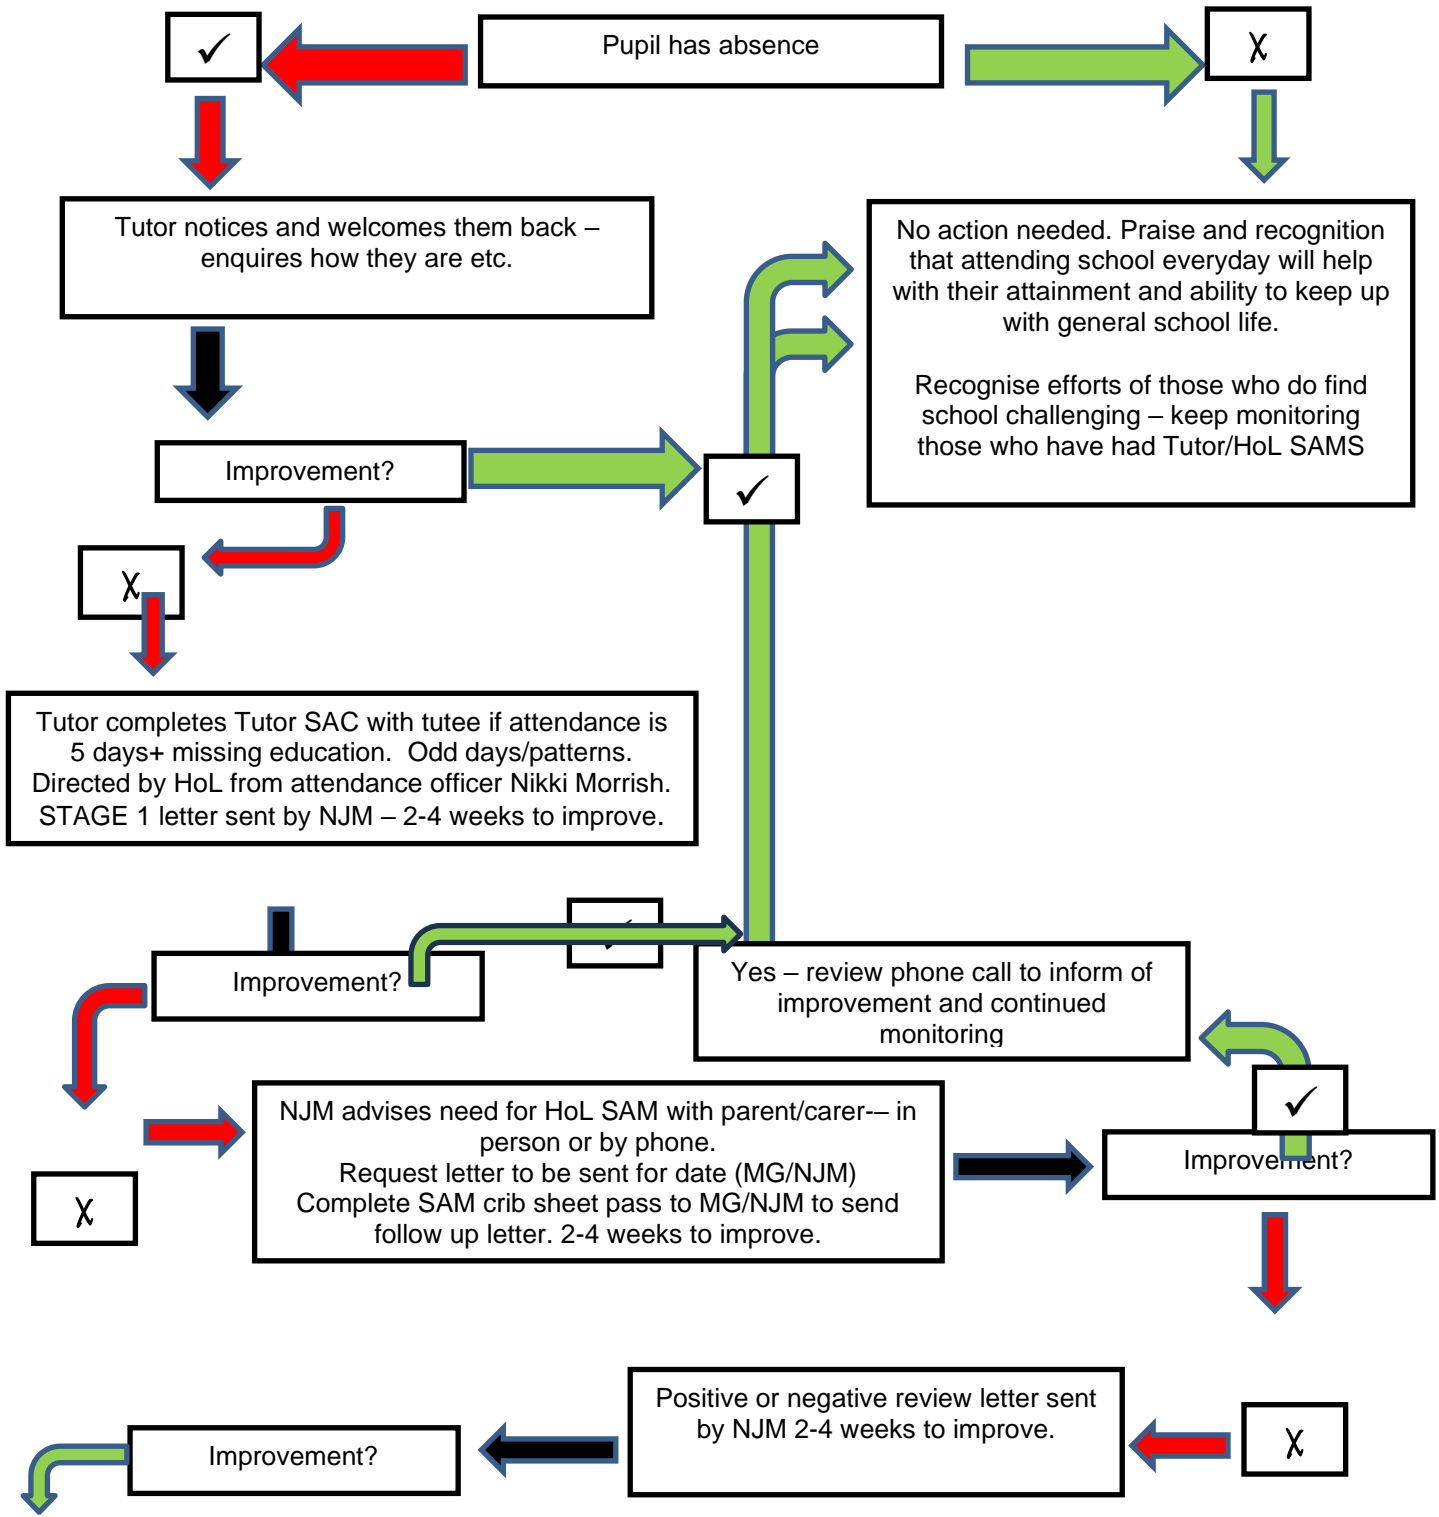 ✓
Pupil has absence
X
Tutor notices and welcomes them back –
enquires how they are etc.
No action needed. Praise and recognition
that attending school everyday will help
with their attainment and ability to keep up
with general school life.
Recognise efforts of those who do find
school challenging – keep monitoring
those who have had Tutor/HoL SAMS
Improvement?
✓
X
Tutor completes Tutor SAC with tutee if attendance is
5 days+ missing education.  Odd days/patterns.
Directed by HoL from attendance officer Nikki Morrish.
STAGE 1 letter sent by NJM – 2-4 weeks to improve.
✓
Improvement?
Yes – review phone call to inform of
improvement and continued
monitoring
✓
NJM advises need for HoL SAM with parent/carer-– in
person or by phone.
Request letter to be sent for date (MG/NJM)
Complete SAM crib sheet pass to MG/NJM to send
follow up letter. 2-4 weeks to improve.
Improvement?
X
Positive or negative review letter sent
by NJM 2-4 weeks to improve.
X
Improvement?